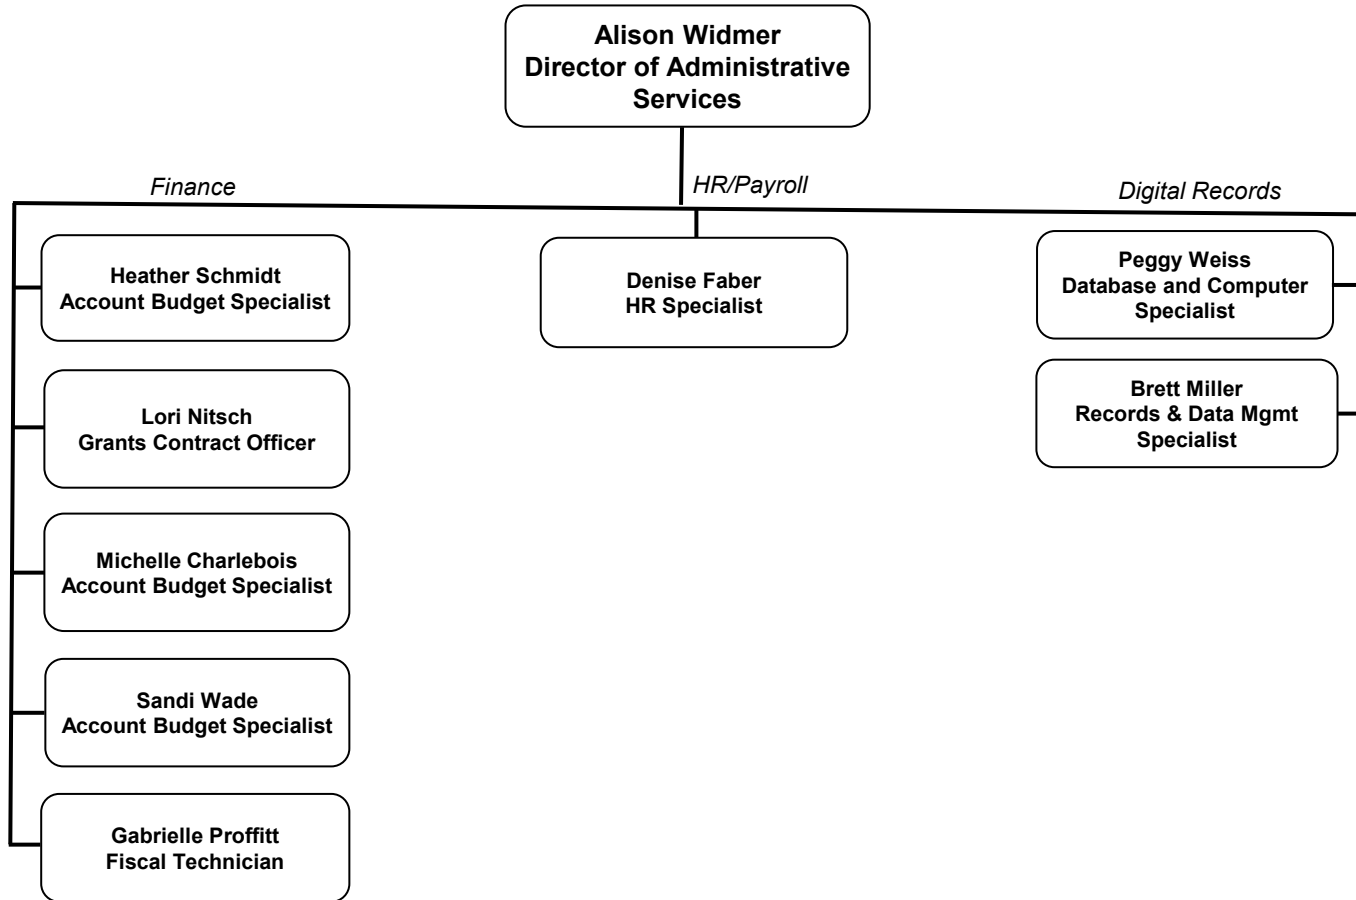 Alison Widmer
Director of Administrative
Services
Finance
HR/Payroll
Digital Records
Heather Schmidt
Account Budget Specialist
Lori Nitsch
Grants Contract Officer
Michelle Charlebois
Account Budget Specialist
Sandi Wade
Account Budget Specialist
Gabrielle Proffitt
Fiscal Technician
Denise Faber
HR Specialist
Peggy Weiss
Database and Computer
Specialist
Brett Miller
Records & Data Mgmt
Specialist